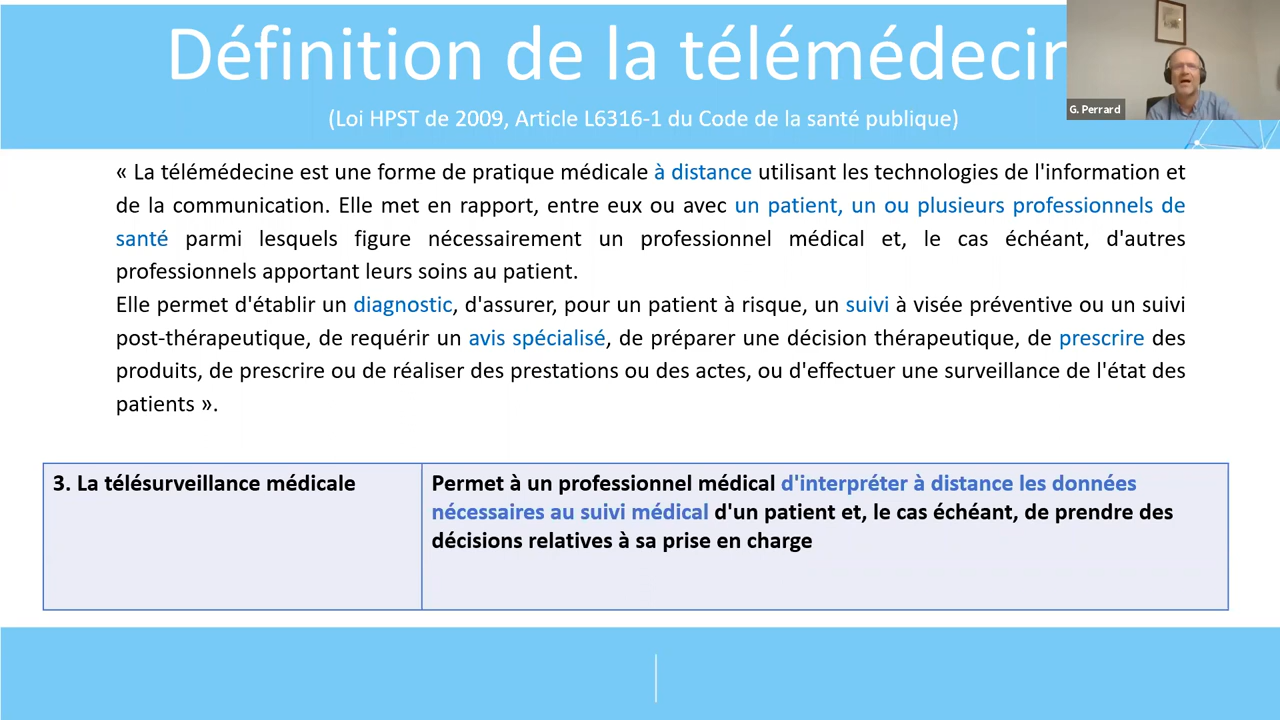 Définition de la télémédecin
G. Perrard
(Loi HPST de 2009, Article L6316-1 du Code de la santé publique)
« La télémédecine est une forme de pratique médicale à distance utilisant les technologies de l'information et
de la communication. Elle met en rapport, entre eux ou avec un patient, un ou plusieurs professionnels de
santé parmi lesquels figure nécessairement un professionnel médical et, le cas échéant, d'autres
professionnels apportant leurs soins au patient.
Elle permet d'établir un diagnostic, d'assurer, pour un patient à risque, un suivi à visée préventive ou un suivi
post-thérapeutique, de requérir un avis spécialisé, de préparer une décision thérapeutique, de prescrire des
produits, de prescrire ou de réaliser des prestations ou des actes, ou d'effectuer une surveillance de l'état des
patients ».
3. La télésurveillance médicale
Permet à un professionnel médical d'interpréter à distance les données
nécessaires au suivi médical d'un patient et, le cas échéant, de prendre des
décisions relatives à sa prise en charge